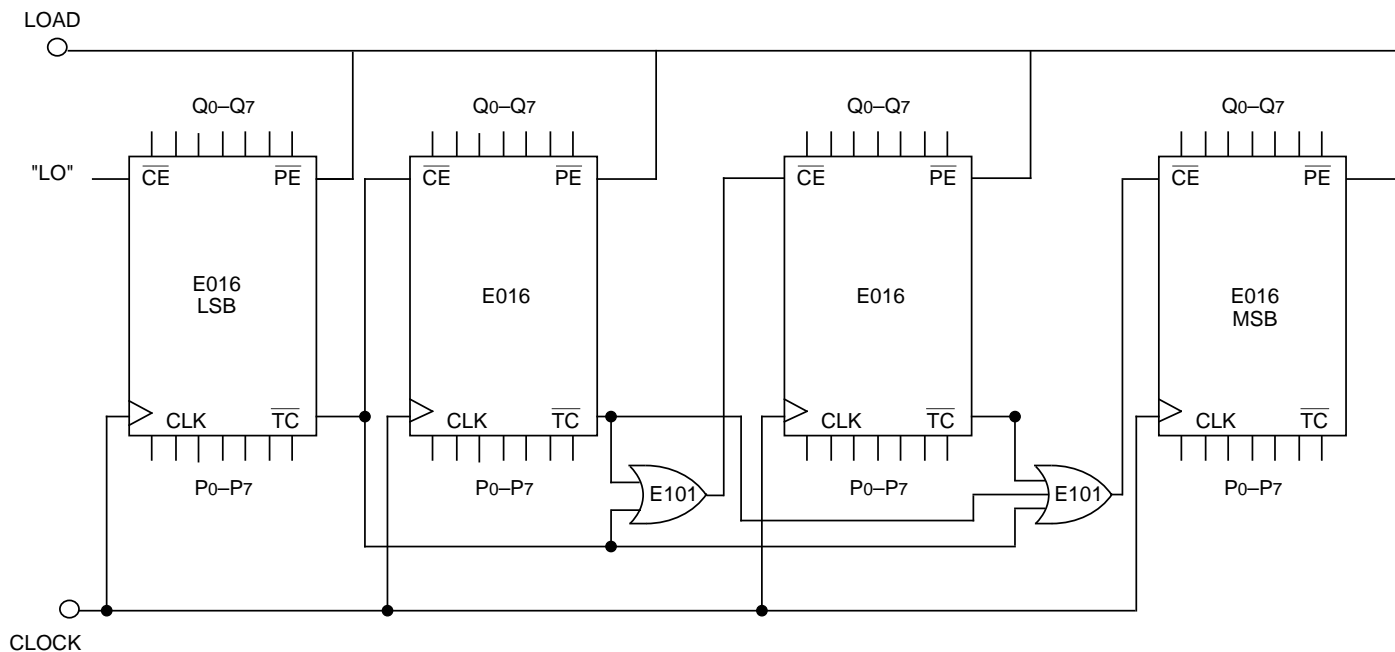 LOAD
Q0–Q7 Q0–Q7 Q0–Q7 Q0–Q7
"LO" CE PE CE PE CE PE CE PE
E016
LSB
E016
E016
E016
MSB
CLK TC CLK TC CLK TC CLK TC
P0–P7 P0–P7 P0–P7 P0–P7
E101 E101
CLOCK